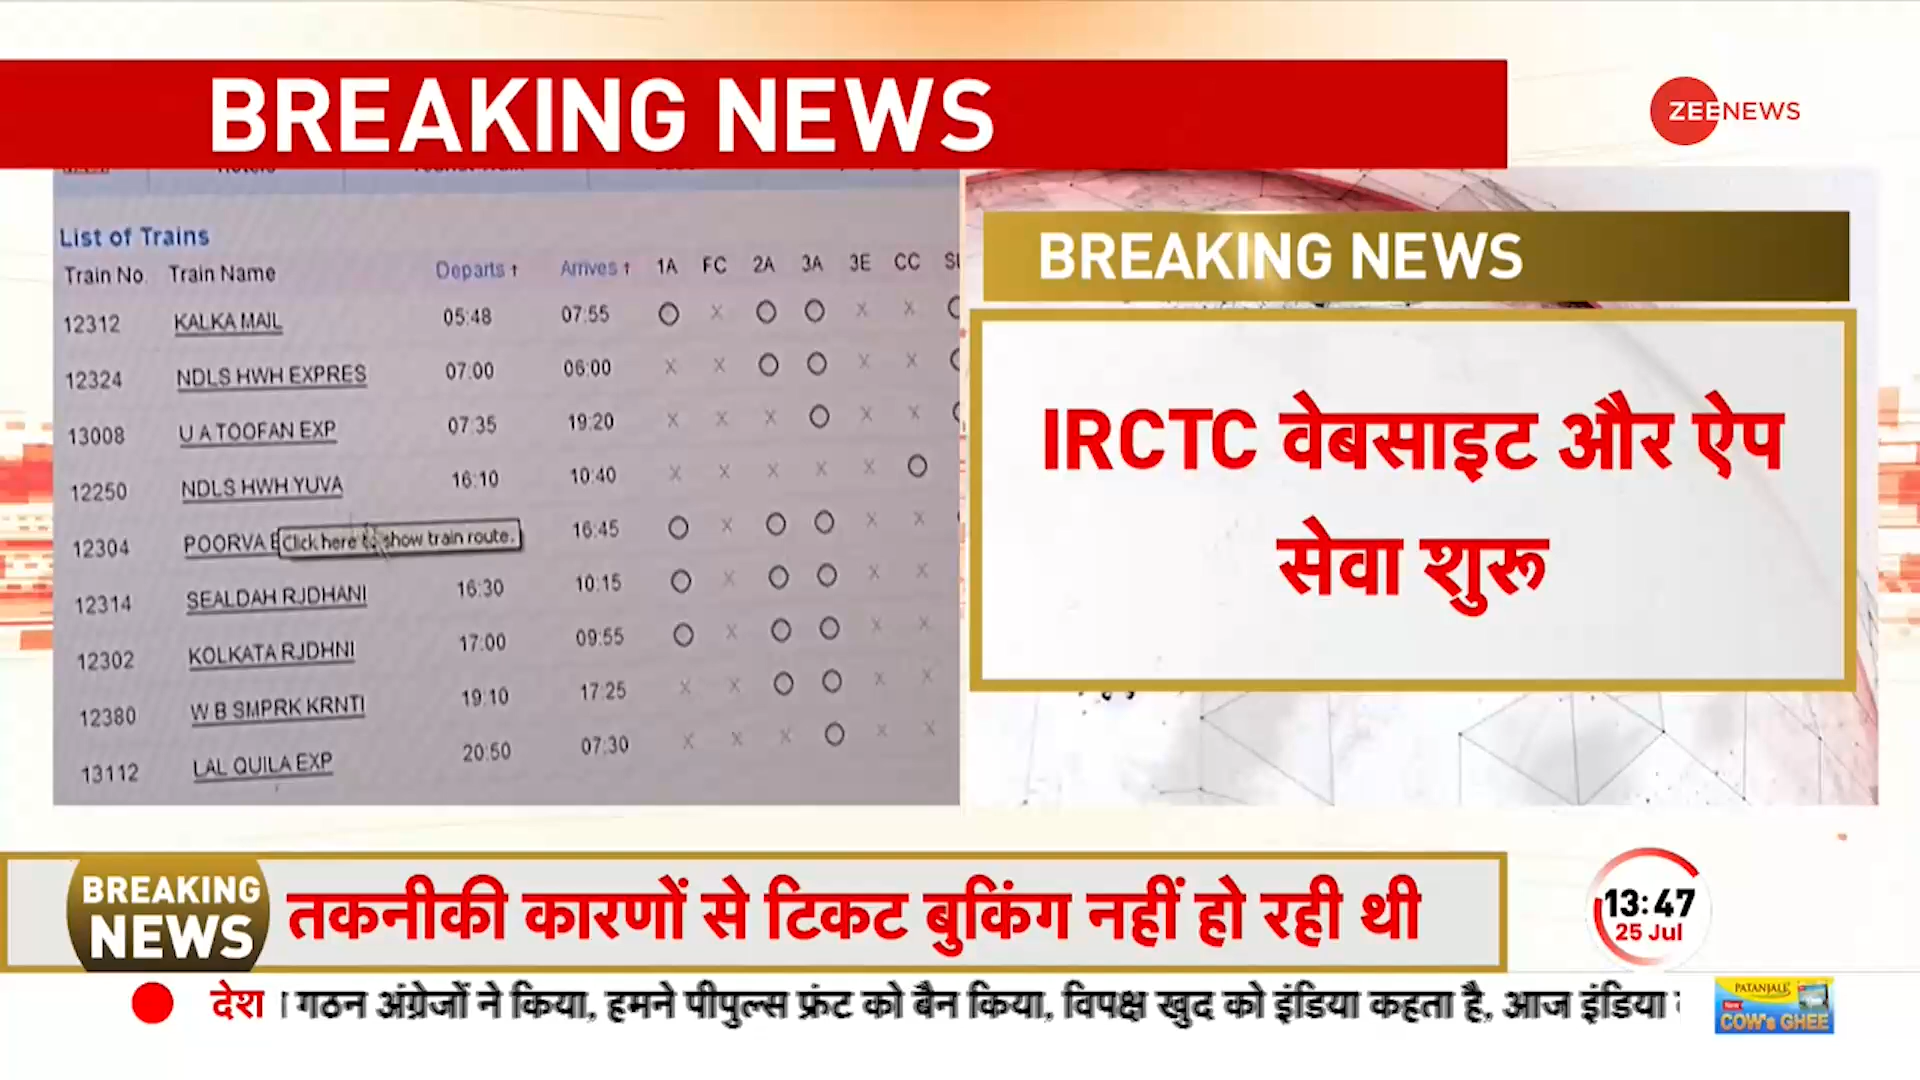 BREAKING NEWS
ZEENEWS
List of Trains
Train No. Train Name Departs ↑ Arrives ↑ 1A FC 2A 3A 3E CC
12312 KALKA MAIL 05:48 07:55 O X O O X X
12324 NDLS HWH EXPRES 07:00 06:00 X X O O X X
13008 U A TOOFAN EXP 07:35 19:20 X X X O X X
12250 NDLS HWH YUVA 16:10 10:40 X X X X X O
12304 POORVA E Click here to show train route. 16:45 O X O O X X
12314 SEALDAH RJDHANI 16:30 10:15 O X O O X X
12302 KOLKATA RJDHNI 17:00 09:55 O X O O X X
12380 W B SMPRK KRNTI 19:10 17:25 X X O O X X
13112 LAL QUILA EXP 20:50 07:30 X X X O X X
BREAKING NEWS
IRCTC वेबसाइट और ऐप
सेवा शुरू
BREAKING
NEWS
तकनीकी कारणों से टिकट बुकिंग नहीं हो रही थी
13:47
25 Jul
देश गठन अंग्रेजों ने किया, हमने पीपुल्स फ्रंट को बैन किया, विपक्ष खुद को इंडिया कहता है, आज इंडिया
PATANJALI
COW's GHEE